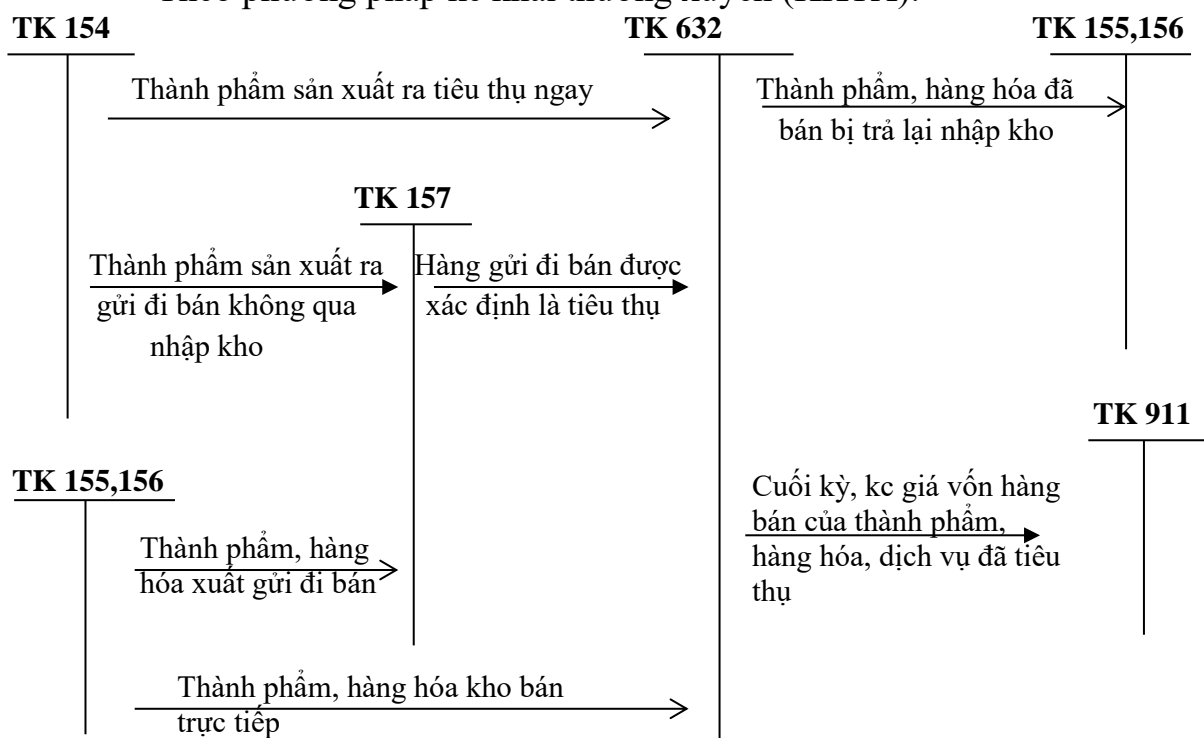 TK 154
TK 632
TK 155,156
Thành phẩm sản xuất ra tiêu thụ ngay
Thành phẩm, hàng hóa đã
bán bị trả lại nhập kho
TK 157
Thành phẩm sản xuất ra
gửi đi bán không qua
nhập kho
Hàng gửi đi bán được
xác định là tiêu thụ
TK 911
TK 155,156
Cuối kỳ, kc giá vốn hàng
bán của thành phẩm,
hàng hóa, dịch vụ đã tiêu
thụ
Thành phẩm, hàng
hóa xuất gửi đi bán
Thành phẩm, hàng hóa kho bán
trực tiếp